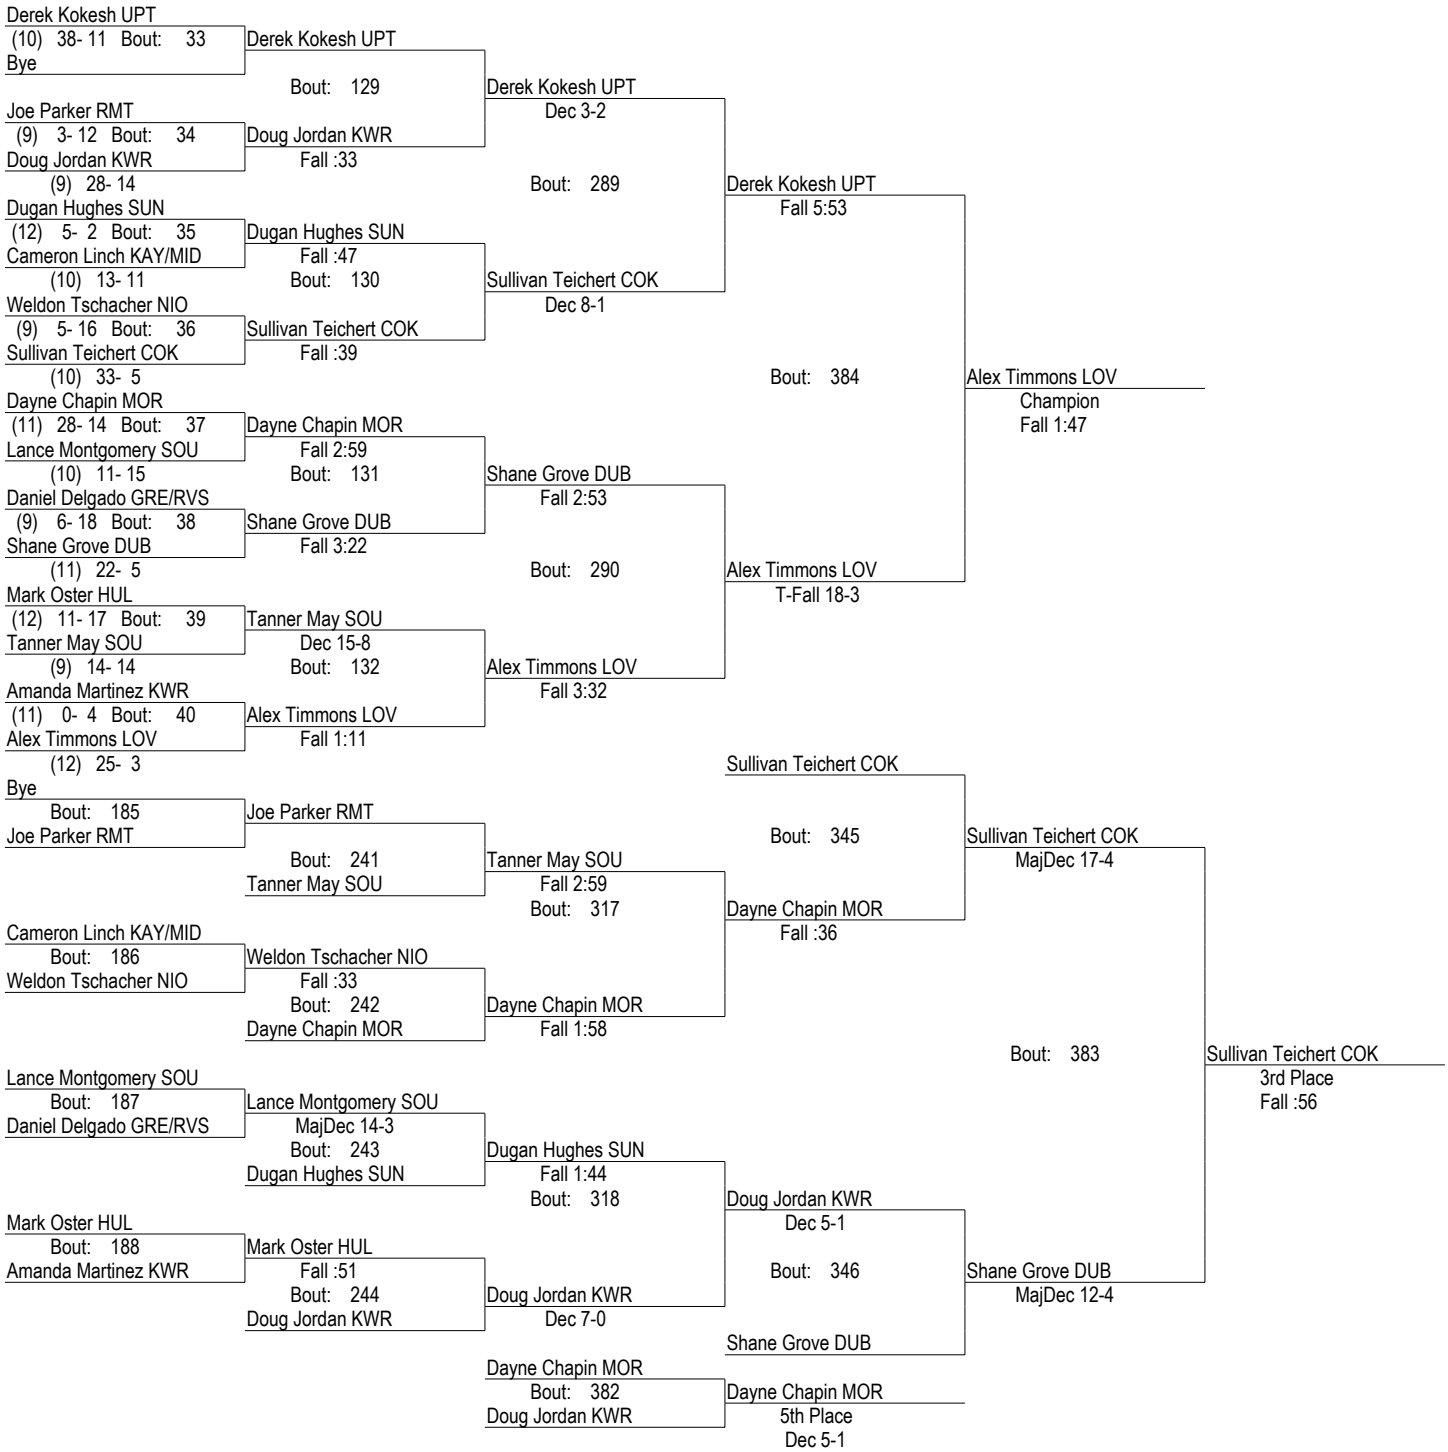 Derek Kokesh UPT
(10) 38- 11 Bout: 33 Derek Kokesh UPT
Bye
Bout: 129 Derek Kokesh UPT
Joe Parker RMT Dec 3-2
(9) 3- 12 Bout: 34 Doug Jordan KWR
Doug Jordan KWR Fall :33
(9) 28- 14 Bout: 289 Derek Kokesh UPT
Dugan Hughes SUN Fall 5:53
(12) 5- 2 Bout: 35 Dugan Hughes SUN
Cameron Linch KAY/MID Fall :47
(10) 13- 11 Bout: 130 Sullivan Teichert COK
Weldon Tschacher NIO Dec 8-1
(9) 5- 16 Bout: 36 Sullivan Teichert COK
Sullivan Teichert COK Fall :39
(10) 33- 5 Bout: 384 Alex Timmons LOV
Dayne Chapin MOR Champion
(11) 28- 14 Bout: 37 Dayne Chapin MOR Fall 1:47
Lance Montgomery SOU Fall 2:59
(10) 11- 15 Bout: 131 Shane Grove DUB
Daniel Delgado GRE/RVS Fall 2:53
(9) 6- 18 Bout: 38 Shane Grove DUB
Shane Grove DUB Fall 3:22
(11) 22- 5 Bout: 290 Alex Timmons LOV
Mark Oster HUL T-Fall 18-3
(12) 11- 17 Bout: 39 Tanner May SOU
Tanner May SOU Dec 15-8
(9) 14- 14 Bout: 132 Alex Timmons LOV
Amanda Martinez KWR Fall 3:32
(11) 0- 4 Bout: 40 Alex Timmons LOV
Alex Timmons LOV Fall 1:11
(12) 25- 3 Sullivan Teichert COK
Bye
Bout: 185 Joe Parker RMT
Joe Parker RMT Bout: 345 Sullivan Teichert COK
Bout: 241 Tanner May SOU MajDec 17-4
Tanner May SOU Fall 2:59
Bout: 317 Dayne Chapin MOR
Cameron Linch KAY/MID Fall :36
Bout: 186 Weldon Tschacher NIO
Weldon Tschacher NIO Fall :33
Bout: 242 Dayne Chapin MOR
Dayne Chapin MOR Fall 1:58
Bout: 383 Sullivan Teichert COK
Lance Montgomery SOU 3rd Place
Bout: 187 Lance Montgomery SOU Fall :56
Daniel Delgado GRE/RVS MajDec 14-3
Bout: 243 Dugan Hughes SUN
Dugan Hughes SUN Fall 1:44
Bout: 318 Doug Jordan KWR
Mark Oster HUL Dec 5-1
Bout: 188 Mark Oster HUL
Amanda Martinez KWR Fall :51 Bout: 346 Shane Grove DUB
Bout: 244 Doug Jordan KWR MajDec 12-4
Doug Jordan KWR Dec 7-0
Shane Grove DUB
Dayne Chapin MOR
Bout: 382 Dayne Chapin MOR
Doug Jordan KWR 5th Place
Dec 5-1